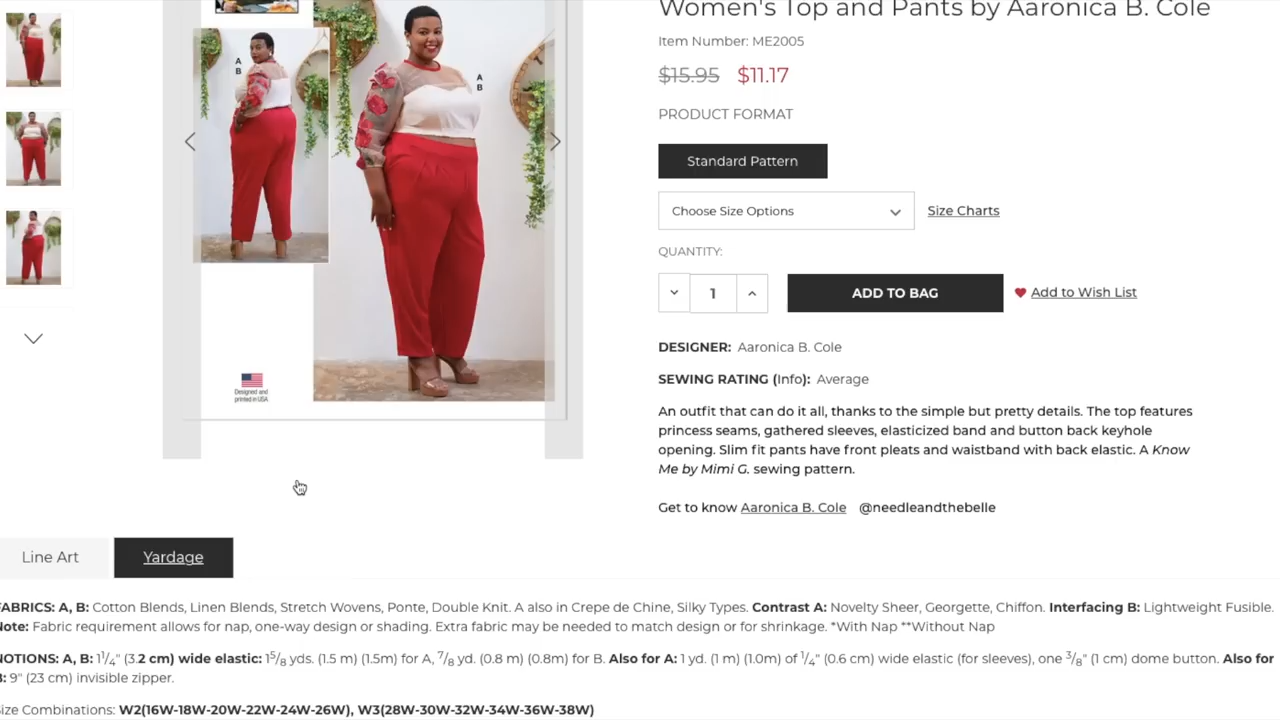 Women's Top and Pants by Aaronica B. Cole
Item Number: ME2005
$15.95 $11.17
PRODUCT FORMAT
Standard Pattern
Choose Size Options
Size Charts
QUANTITY:
1
ADD TO BAG
Add to Wish List
DESIGNER: Aaronica B. Cole
SEWING RATING (Info): Average
An outfit that can do it all, thanks to the simple but pretty details. The top features
princess seams, gathered sleeves, elasticized band and button back keyhole
opening. Slim fit pants have front pleats and waistband with back elastic. A Know
Me by Mimi G. sewing pattern.
Get to know Aaronica B. Cole @needleandthebelle
A
B
A
B
Designed and
printed in USA
Line Art
Yardage
FABRICS: A, B: Cotton Blends, Linen Blends, Stretch Wovens, Ponte, Double Knit. A also in Crepe de Chine, Silky Types. Contrast A: Novelty Sheer, Georgette, Chiffon. Interfacing B: Lightweight Fusible.
Note: Fabric requirement allows for nap, one-way design or shading. Extra fabric may be needed to match design or for shrinkage. *With Nap **Without Nap
NOTIONS: A, B: 1 1/4" (3.2 cm) wide elastic: 1 5/8 yds. (1.5 m) (1.5m) for A, 7/8 yd. (0.8 m) (0.8m) for B. Also for A: 1 yd. (1 m) (1.0m) of 1/4" (0.6 cm) wide elastic (for sleeves), one 3/8" (1 cm) dome button. Also for
B: 9" (23 cm) invisible zipper.
Size Combinations: W2(16W-18W-20W-22W-24W-26W), W3(28W-30W-32W-34W-36W-38W)